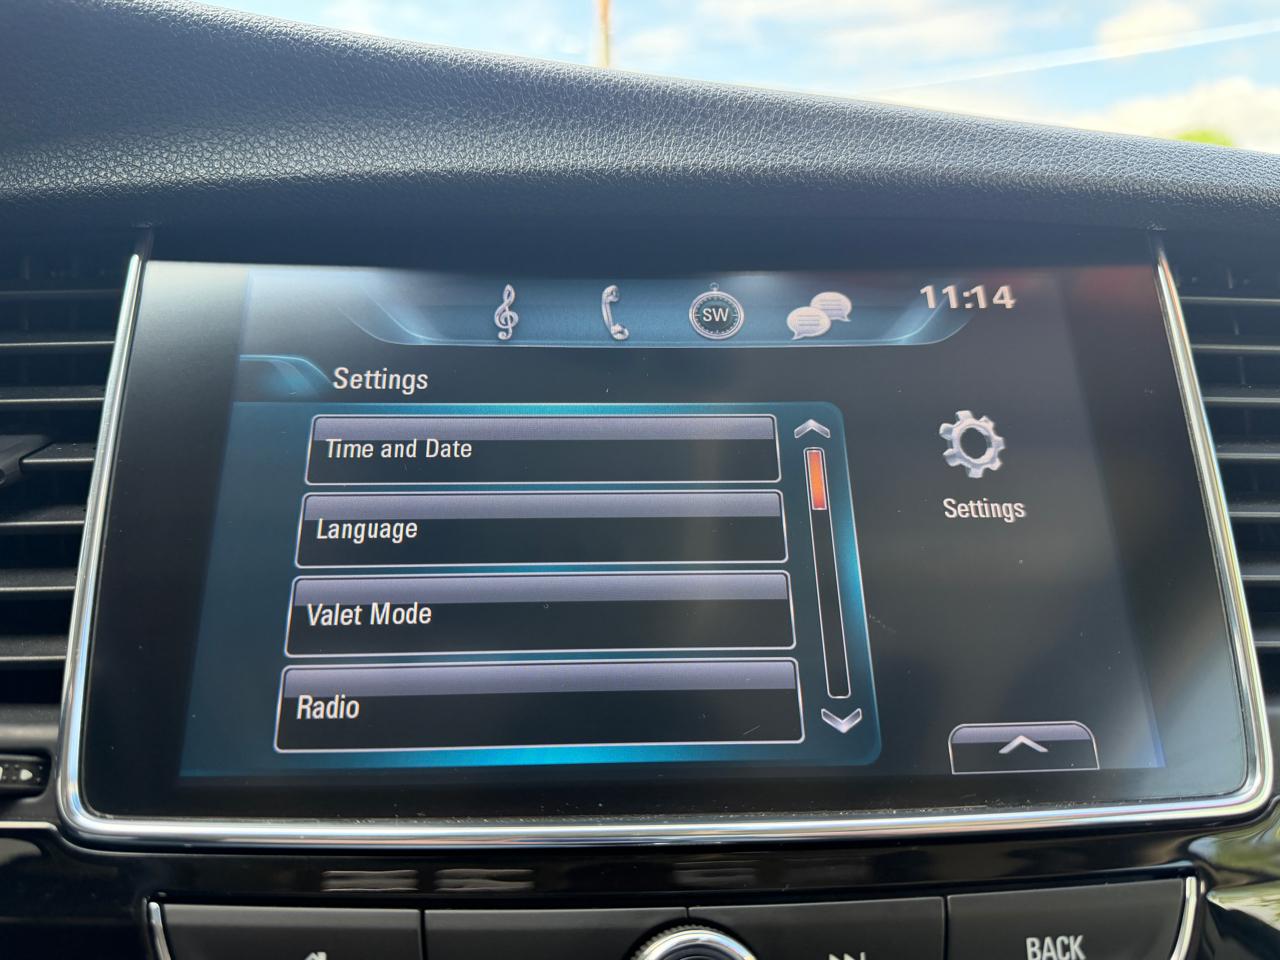 SW
11:14
Settings
Time and Date
Language
Valet Mode
Radio
Settings
BACK